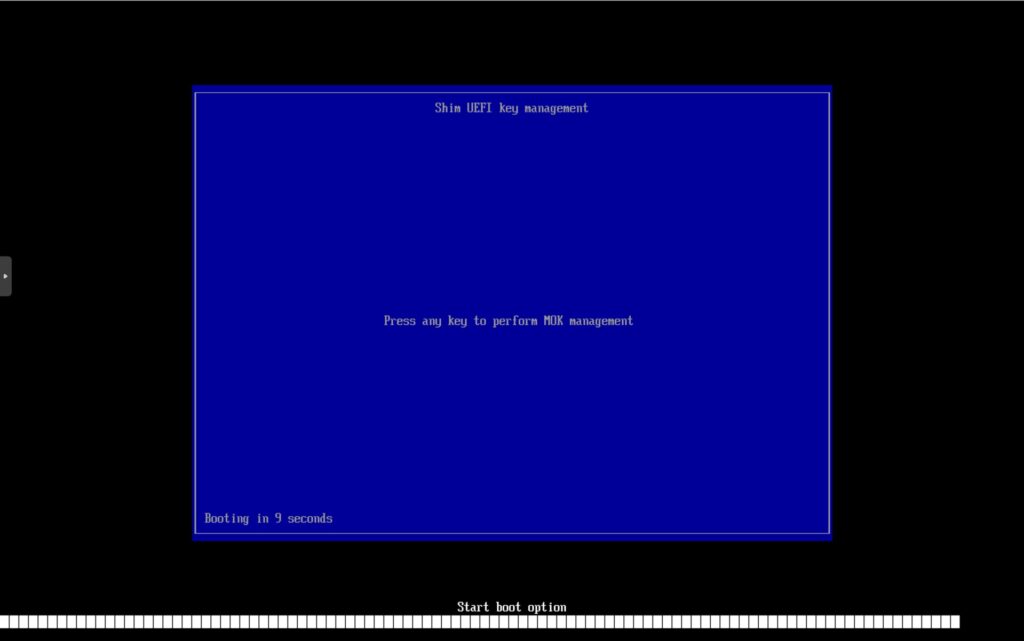 Shim UEFI key management
Press any key to perform MOK management
Booting in 9 seconds
Start boot option